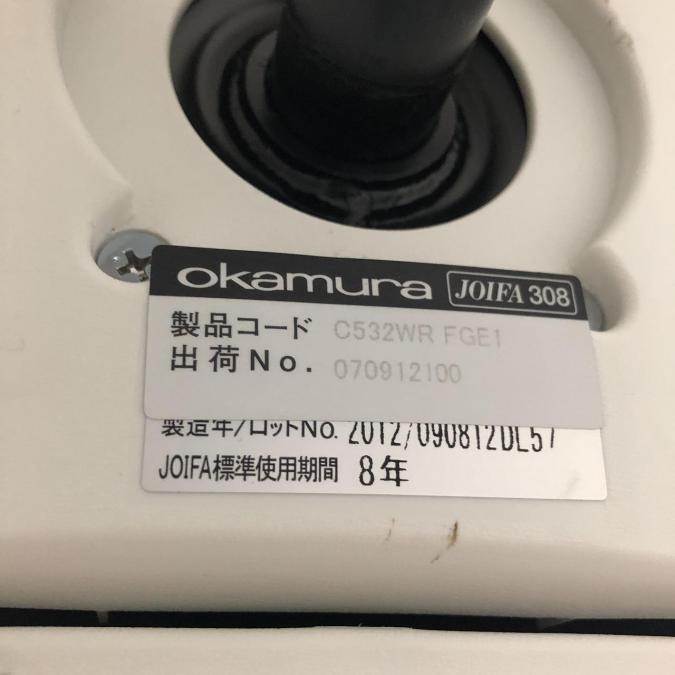 okamura JOIFA 308
製品コード C532WR FGE1
出荷No. 070912100
製造年/ロットNo. 2012/090812DL57
JOIFA標準使用期間 8年